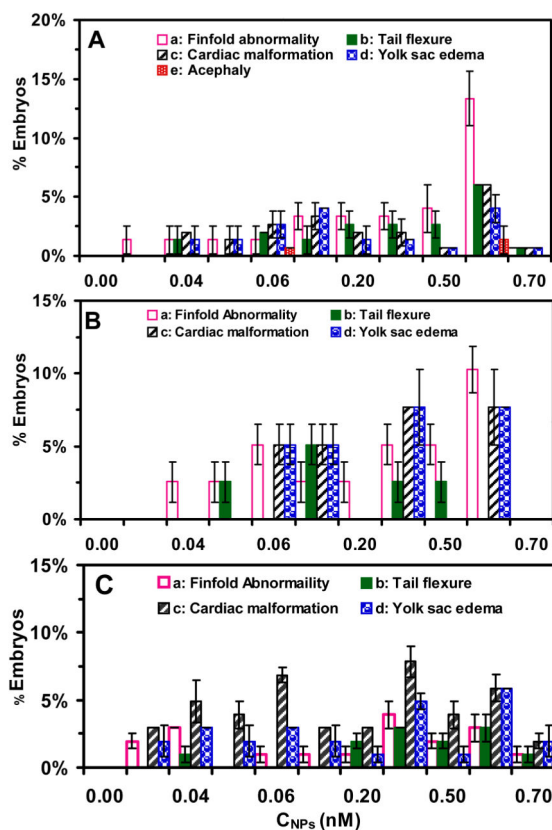 A
a: Finfold abnormality b: Tail flexure
c: Cardiac malformation d: Yolk sac edema
e: Acephaly
% Embryos
20%
15%
10%
5%
0%
0.00 0.04 0.06 0.20 0.50 0.70
B
a: Finfold Abnormality b: Tail flexure
c: Cardiac malformation d: Yolk sac edema
% Embryos
15%
10%
5%
0%
0.00 0.04 0.06 0.20 0.50 0.70
C
a: Finfold Abnormaility b: Tail flexure
c: Cardiac malformation d: Yolk sac edema
% Embryos
15%
10%
5%
0%
0.00 0.04 0.06 0.20 0.50 0.70
CNPs (nM)